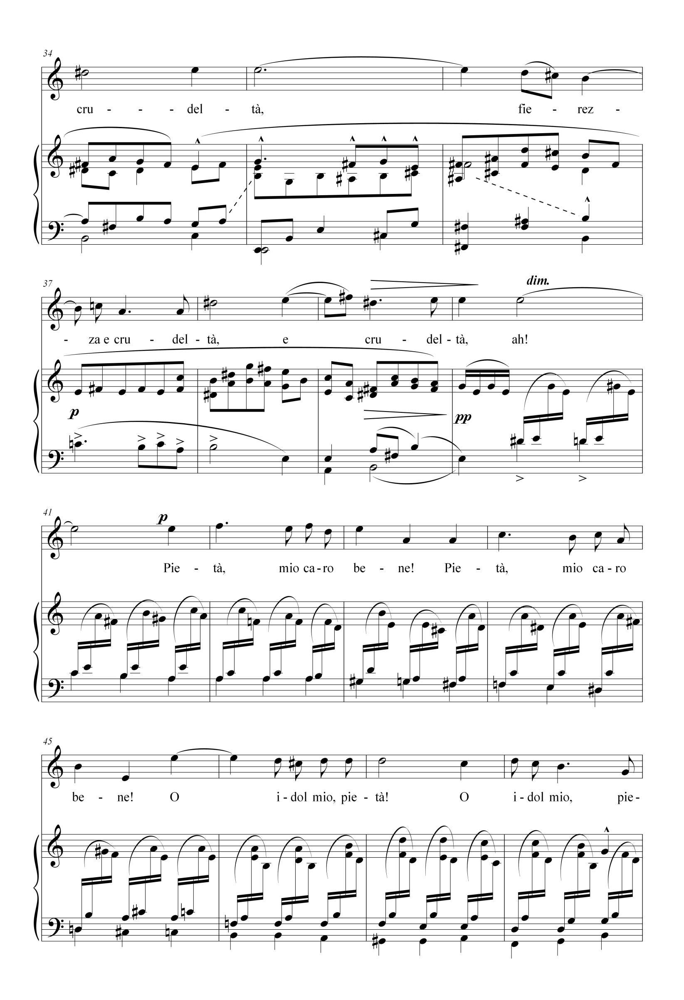 34
cru - - - del - tà, fie - rez -
37
dim.
- za e cru - del - tà, e cru - del - tà, ah!
p pp
41
p
Pie - tà, mio ca - ro be - ne! Pie - tà, mio ca - ro
45
be - ne! O i - dol mio, pie - tà! O i - dol mio, pie -